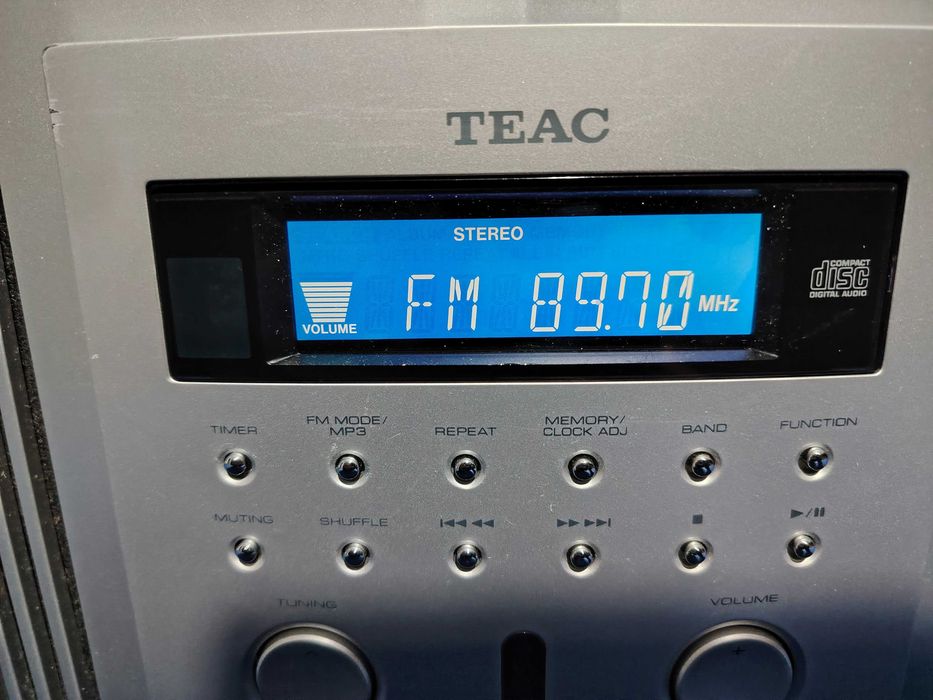 TEAC
STEREO
VOLUME
FM 89.70 MHz
COMPACT
disc
DIGITAL AUDIO
TIMER
FM MODE/
MP3
REPEAT
MEMORY/
CLOCK ADJ
BAND
FUNCTION
MUTING
SHUFFLE
TUNING
VOLUME